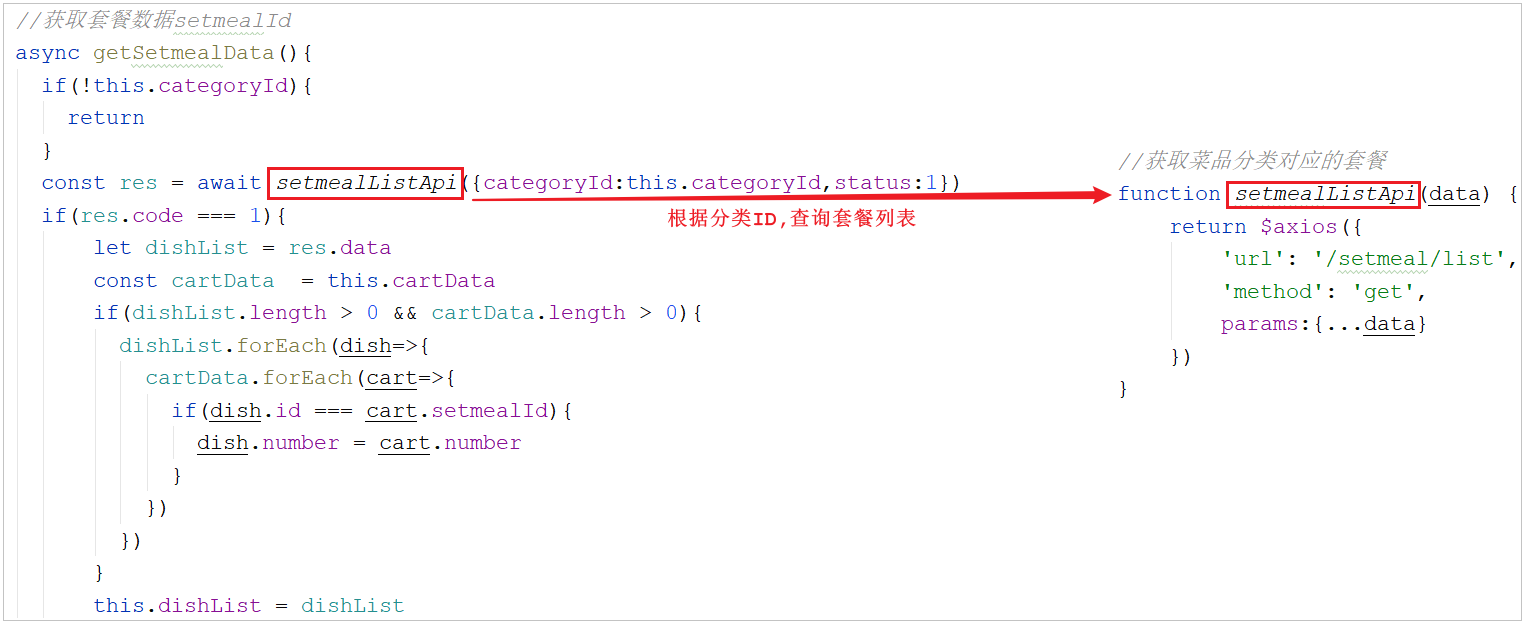 //获取套餐数据setmealId
async getSetmealData(){
if(!this.categoryId){
return
}
const res = await setmealListApi({categoryId:this.categoryId,status:1})
if(res.code === 1){
let dishList = res.data
const cartData  = this.cartData
if(dishList.length > 0 && cartData.length > 0){
dishList.forEach(dish=>{
cartData.forEach(cart=>{
if(dish.id === cart.setmealId){
dish.number = cart.number
}
})
})
}
this.dishList = dishList
根据分类ID,查询套餐列表
//获取菜品分类对应的套餐
function setmealListApi(data) {
return $axios({
'url': '/setmeal/list',
'method': 'get',
params:{...data}
})
}